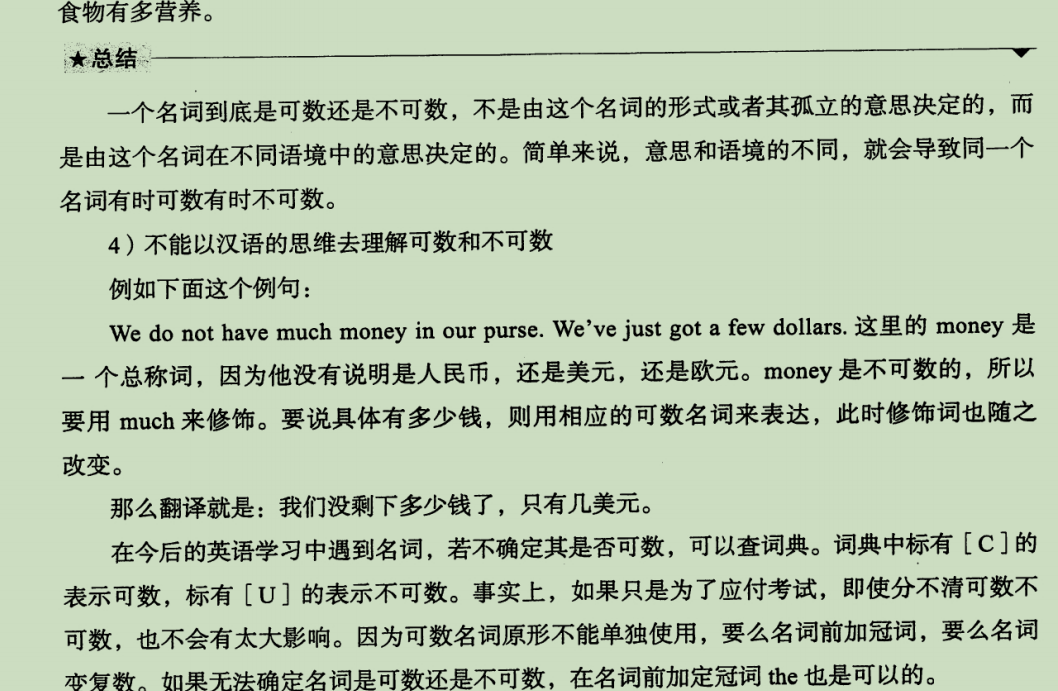 食物有多营养。
★总结
一个名词到底是可数还是不可数，不是由这个名词的形式或者其孤立的意思决定的，而
是由这个名词在不同语境中的意思决定的。简单来说，意思和语境的不同，就会导致同一个
名词有时可数有时不可数。
4）不能以汉语的思维去理解可数和不可数
例如下面这个例句：
We do not have much money in our purse. We’ve just got a few dollars. 这里的 money 是
一 个总称词，因为他没有说明是人民币，还是美元，还是欧元。money 是不可数的，所以
要用 much 来修饰。要说具体有多少钱，则用相应的可数名词来表达，此时修饰词也随之
改变。
那么翻译就是：我们没剩下多少钱了，只有几美元。
在今后的英语学习中遇到名词，若不确定其是否可数，可以查词典。词典中标有［C］的
表示可数，标有［U］的表示不可数。事实上，如果只是为了应付考试，即使分不清可数不
可数，也不会有太大影响。因为可数名词原形不能单独使用，要么名词前加冠词，要么名词
变复数。如果无法确定名词是可数还是不可数，在名词前加定冠词 the 也是可以的。